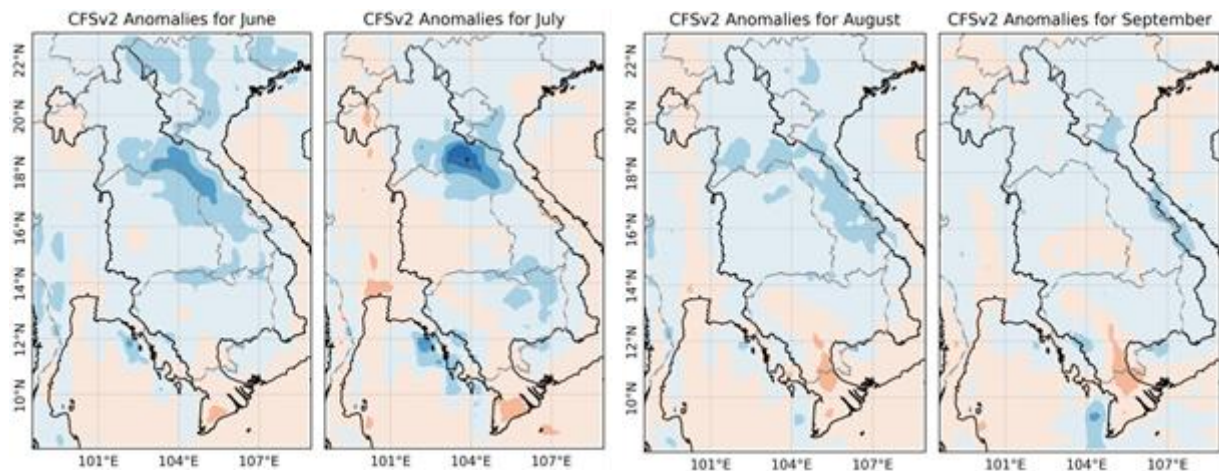 CFSv2 Anomalies for June
CFSv2 Anomalies for July
CFSv2 Anomalies for August
CFSv2 Anomalies for September
22°N
20°N
18°N
16°N
14°N
12°N
10°N
22°N
20°N
18°N
16°N
14°N
12°N
10°N
101°E 104°E 107°E
101°E 104°E 107°E
101°E 104°E 107°E
101°E 104°E 107°E